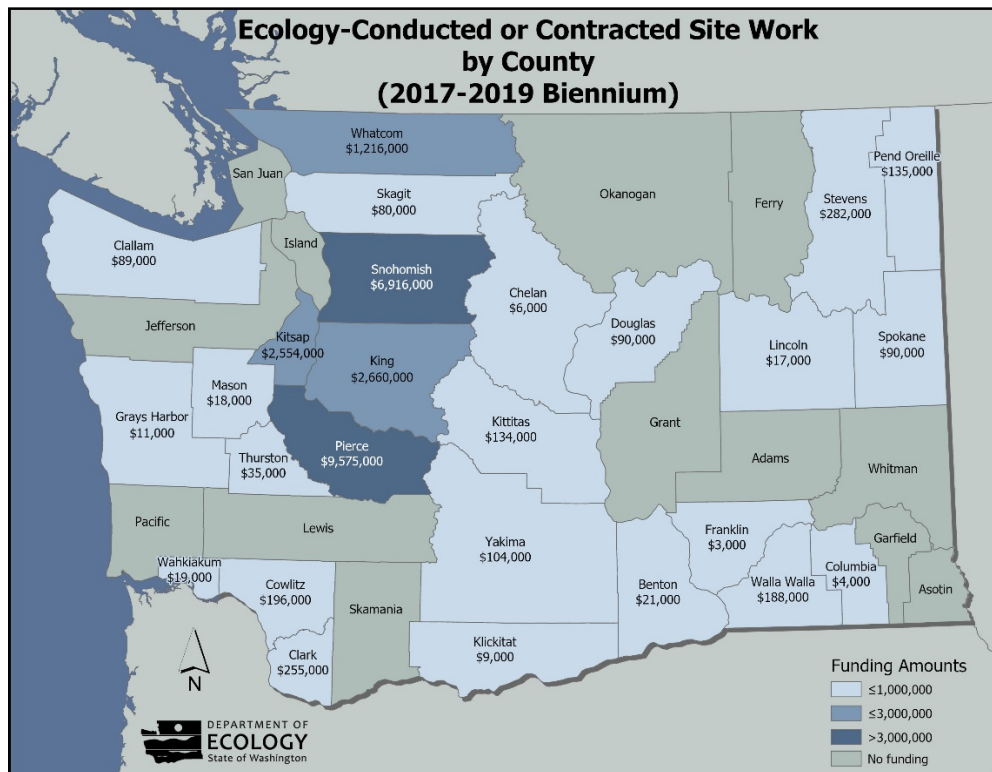 Ecology-Conducted or Contracted Site Work
by County
(2017-2019 Biennium)
Whatcom
$1,216,000
San Juan
Skagit
$80,000
Okanogan
Ferry
Stevens
$282,000
Pend Oreille
$135,000
Clallam
$89,000
Island
Snohomish
$6,916,000
Chelan
$6,000
Jefferson
Kitsap
$2,554,000
King
$2,660,000
Douglas
$90,000
Lincoln
$17,000
Spokane
$90,000
Mason
$18,000
Grays Harbor
$11,000
Thurston
$35,000
Pierce
$9,575,000
Kittitas
$134,000
Grant
Adams
Whitman
Pacific
Lewis
Yakima
$104,000
Franklin
$3,000
Garfield
Wahkiakum
$19,000
Cowlitz
$196,000
Skamania
Benton
$21,000
Walla Walla
$188,000
Columbia
$4,000
Asotin
Clark
$255,000
Klickitat
$9,000
N
Funding Amounts
≤1,000,000
≤3,000,000
>3,000,000
No funding
DEPARTMENT OF
ECOLOGY
State of Washington